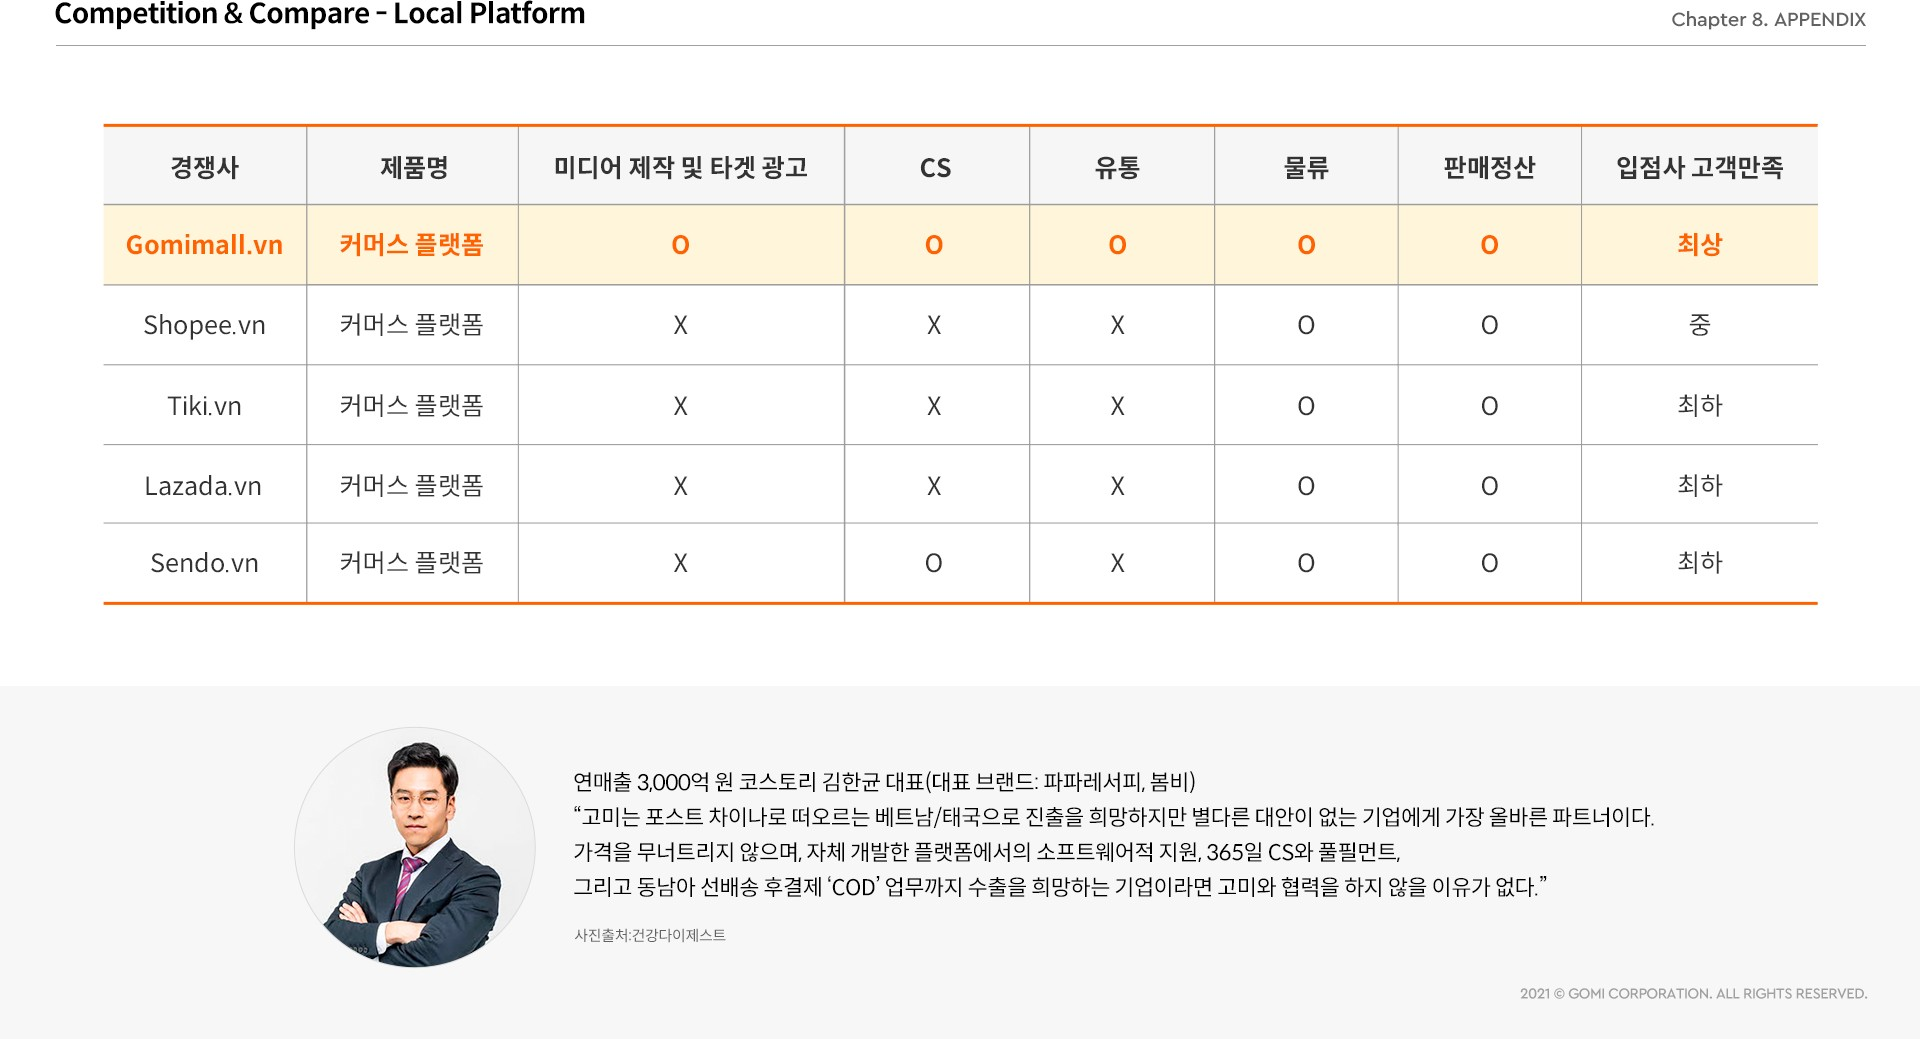 Competition & Compare - Local Platform
Chapter 8. APPENDIX
경쟁사 제품명 미디어 제작 및 타겟 광고 CS 유통 물류 판매정산 입점사 고객만족
Gomimall.vn 커머스 플랫폼 O O O O O 최상
Shopee.vn 커머스 플랫폼 X X X O O 중
Tiki.vn 커머스 플랫폼 X X X O O 최하
Lazada.vn 커머스 플랫폼 X X X O O 최하
Sendo.vn 커머스 플랫폼 X O X O O 최하
연매출 3,000억 원 코스토리 김한균 대표(대표 브랜드: 파파레서피, 봄비)
“고미는 포스트 차이나로 떠오르는 베트남/태국으로 진출을 희망하지만 별다른 대안이 없는 기업에게 가장 올바른 파트너이다.
가격을 무너트리지 않으며, 자체 개발한 플랫폼에서의 소프트웨어적 지원, 365일 CS와 풀필먼트,
그리고 동남아 선배송 후결제 ‘COD’ 업무까지 수출을 희망하는 기업이라면 고미와 협력을 하지 않을 이유가 없다.”
사진출처:건강다이제스트
2021 © GOMI CORPORATION. ALL RIGHTS RESERVED.